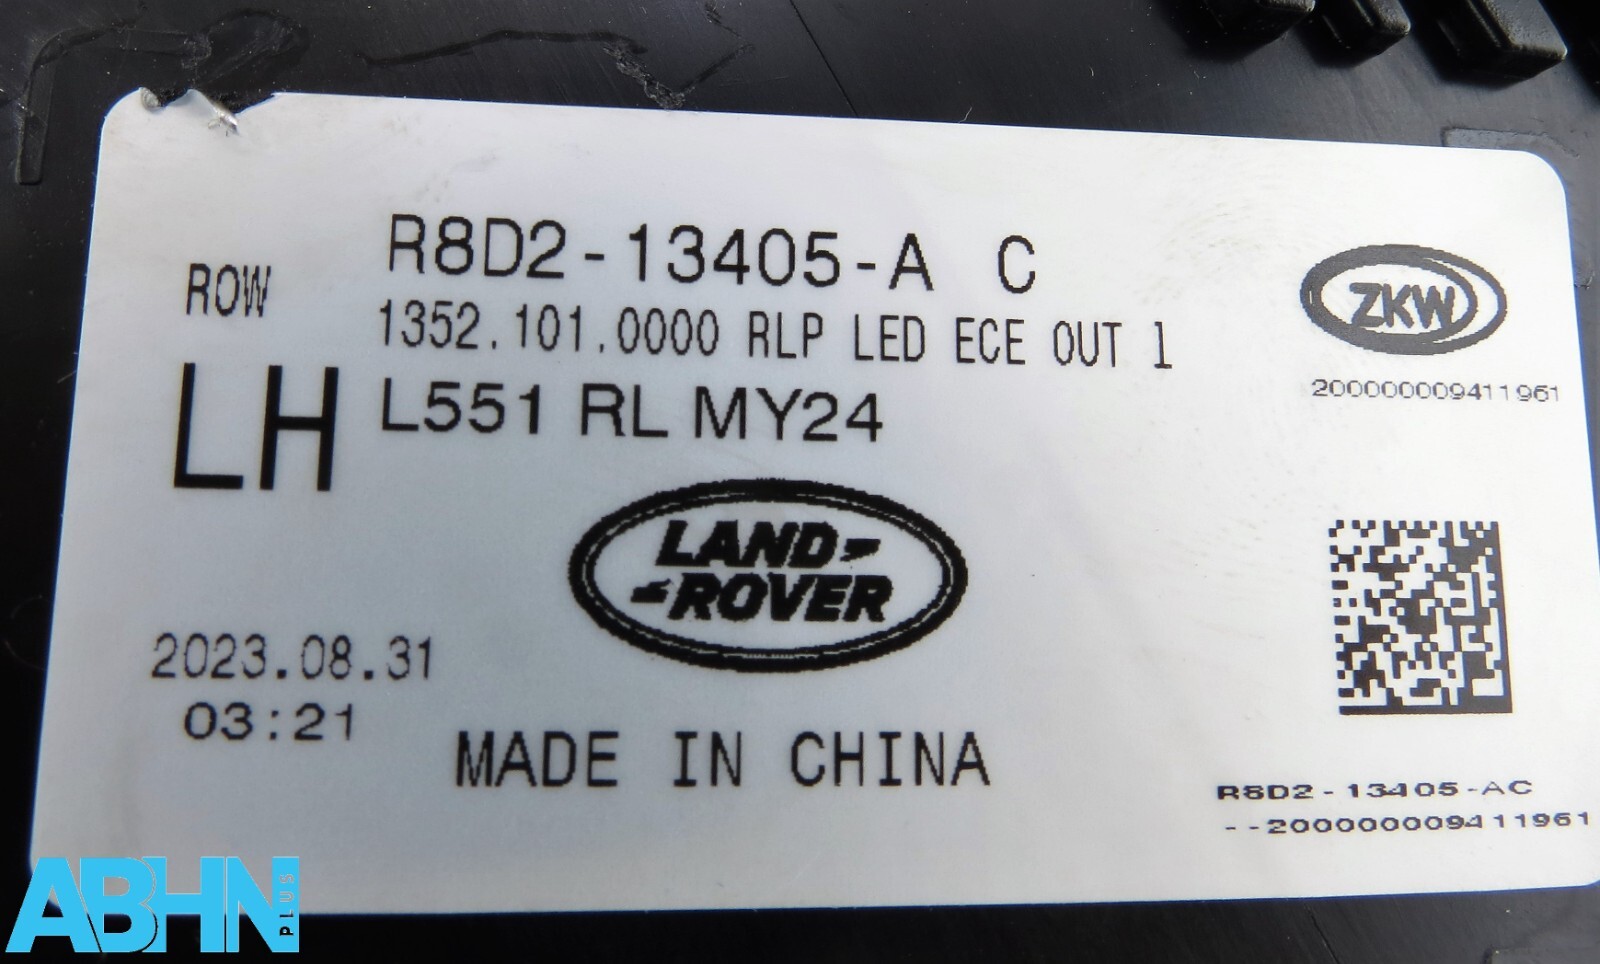 R8D2-13405-A C
ROW
1352.101.0000 RLP LED ECE OUT 1
LH
L551 RL MY24
ZKW
200000009411961
LAND
ROVER
2023.08.31
03:21
MADE IN CHINA
R8D2-13405-AC
--200000009411961
ABHN PLUS